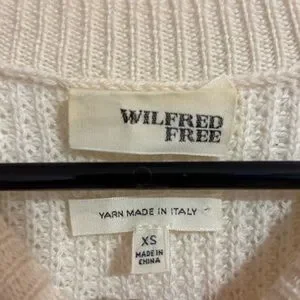 WILFRED
FREE
YARN MADE IN ITALY
XS
MADE IN
CHINA